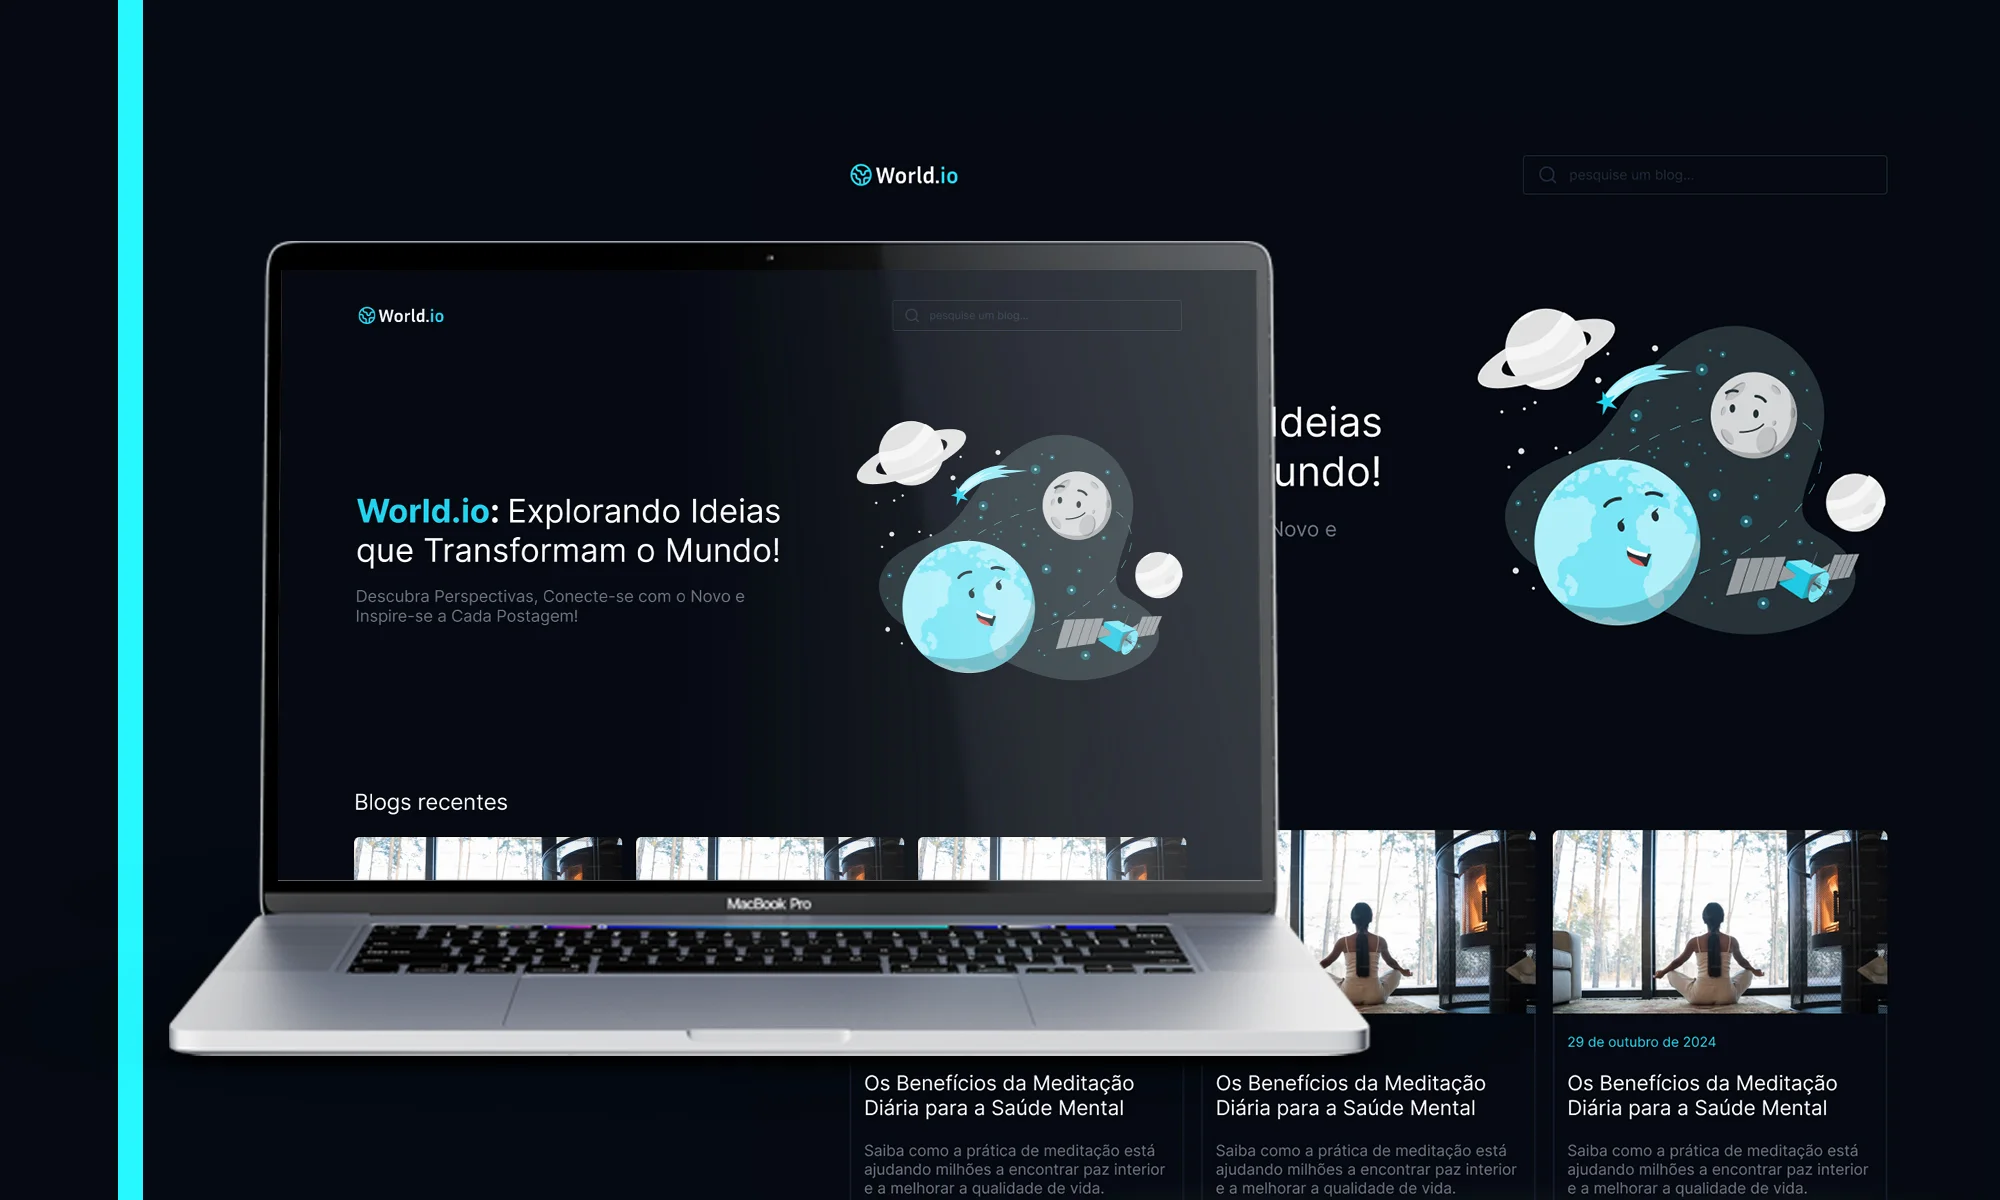 World.io
pesquise um blog...
World.io
pesquise um blog...
World.io: Explorando Ideias
que Transformam o Mundo!
Descubra Perspectivas, Conecte-se com o Novo e
Inspire-se a Cada Postagem!
Blogs recentes
MacBook Pro
Ideias
undo!
Novo e
29 de outubro de 2024
Os Benefícios da Meditação
Diária para a Saúde Mental
Saiba como a prática de meditação está
ajudando milhões a encontrar paz interior
e a melhorar a qualidade de vida.
Os Benefícios da Meditação
Diária para a Saúde Mental
Saiba como a prática de meditação está
ajudando milhões a encontrar paz interior
e a melhorar a qualidade de vida.
Os Benefícios da Meditação
Diária para a Saúde Mental
Saiba como a prática de meditação está
ajudando milhões a encontrar paz interior
e a melhorar a qualidade de vida.